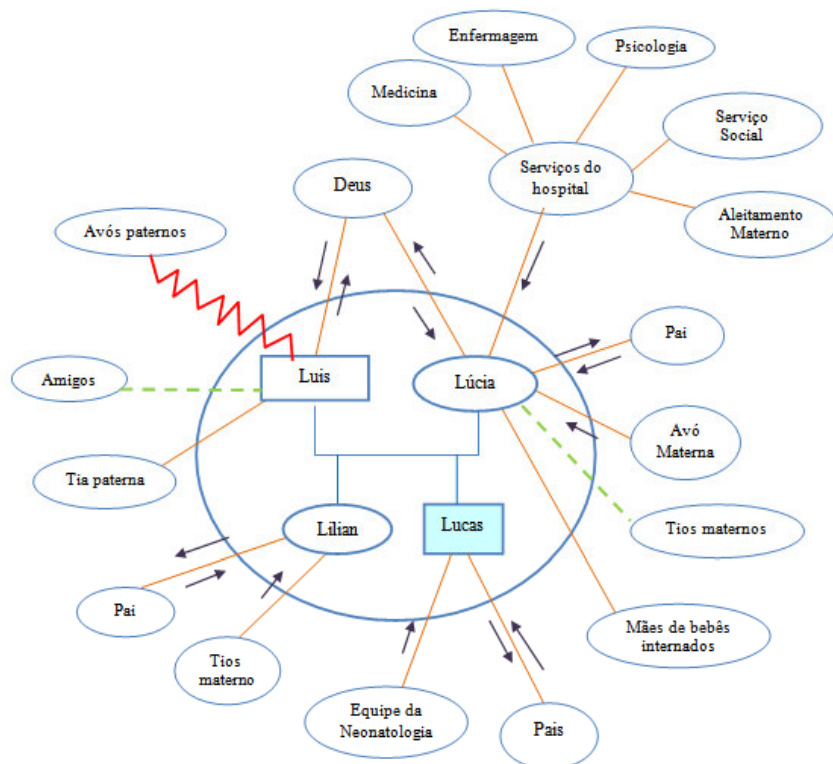 Enfermagem
Psicologia
Medicina
Serviço
Social
Serviços do
hospital
Deus
Aleitamento
Materno
Avós paternos
Pai
Luis
Lúcia
Amigos
Avó
Materna
Tia paterna
Lilian
Lucas
Tios maternos
Pai
Tios
materno
Mães de bebês
internados
Equipe da
Neonatologia
Pais